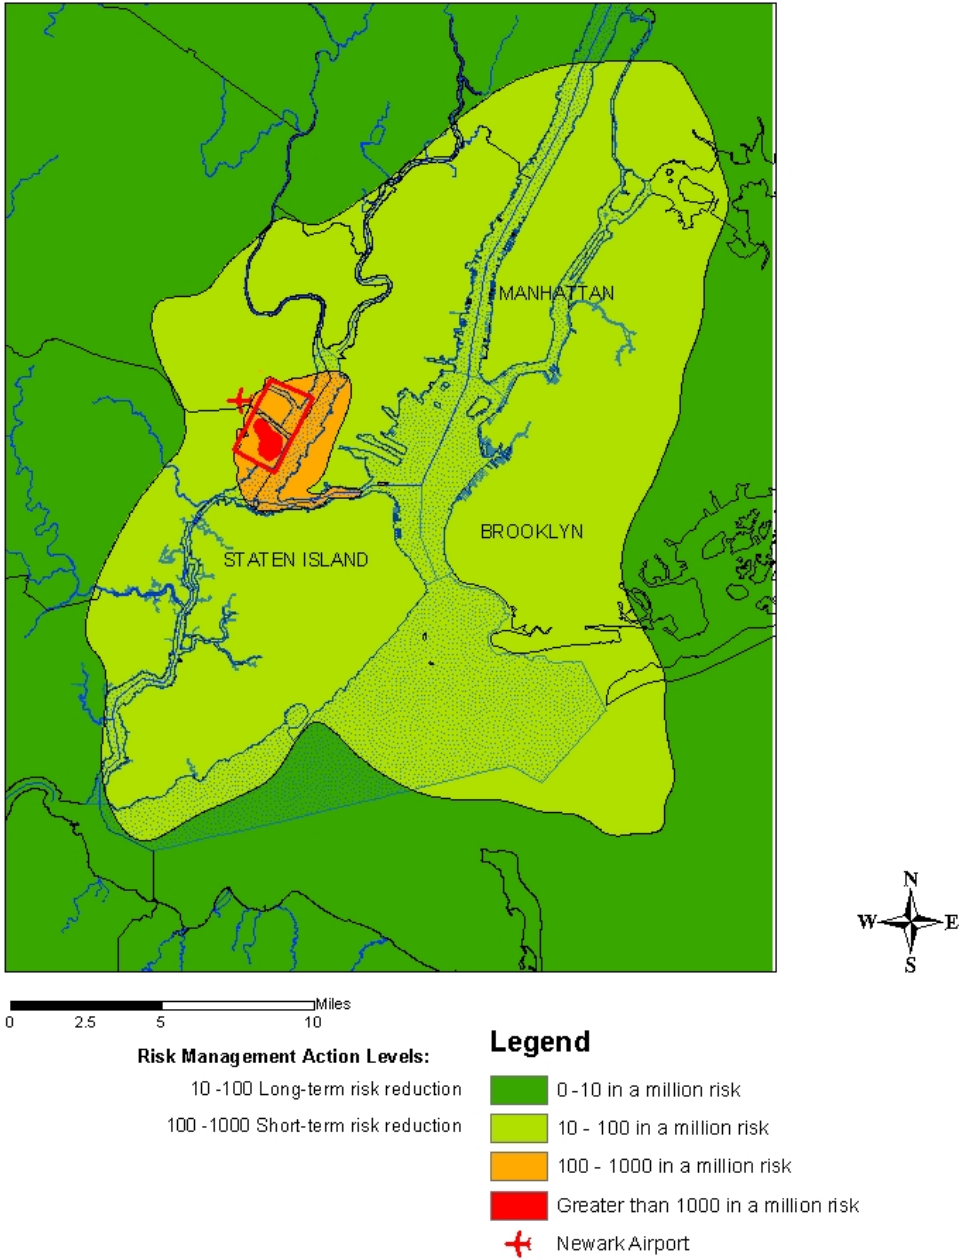 MANHATTAN
BROOKLYN
STATEN ISLAND
N
W E
S
Miles
0 2.5 5 10
Risk Management Action Levels:
10 -100 Long-term risk reduction
100 -1000 Short-term risk reduction
Legend
0 -10 in a million risk
10 - 100 in a million risk
100 - 1000 in a million risk
Greater than 1000 in a million risk
Newark Airport